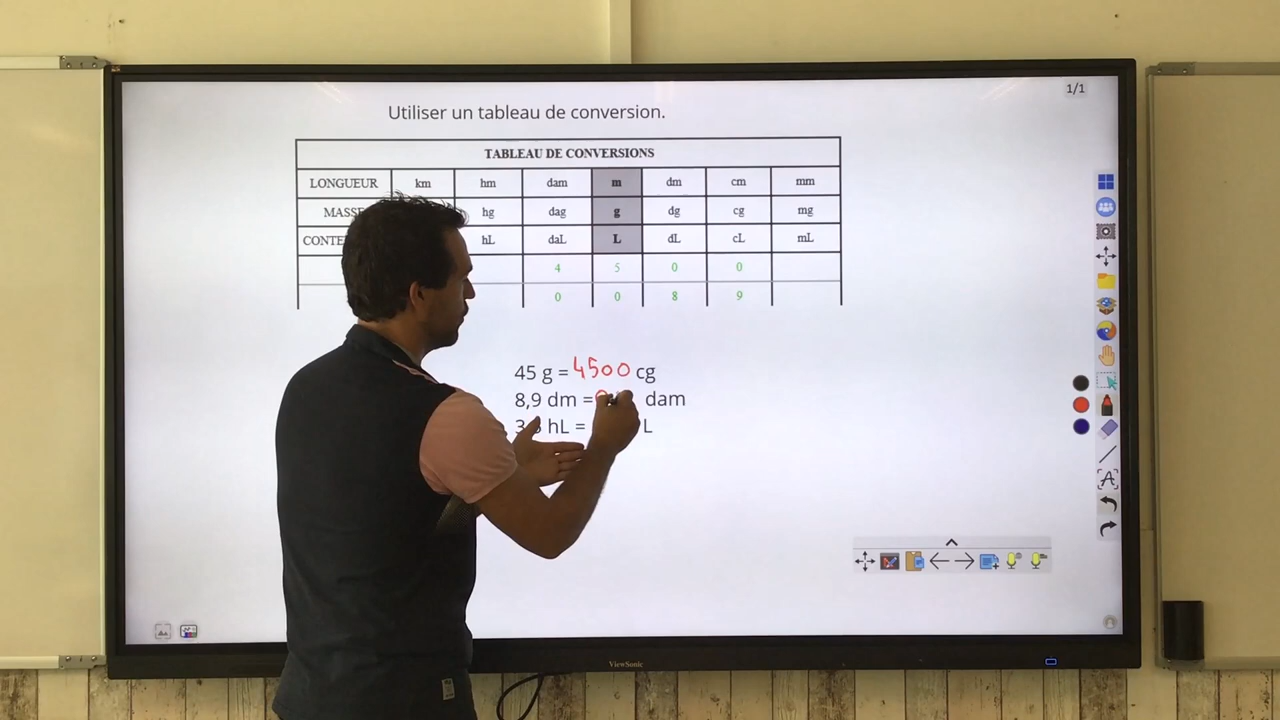 1/1
Utiliser un tableau de conversion.
TABLEAU DE CONVERSIONS
LONGUEUR km hm dam m dm cm mm
MASSE hg dag g dg cg mg
hL daL L dL cL mL
4 5 0 0
0 0 8 9
45 g = 4500 cg
8,9 dm = dam
hL = L
ViewSonic